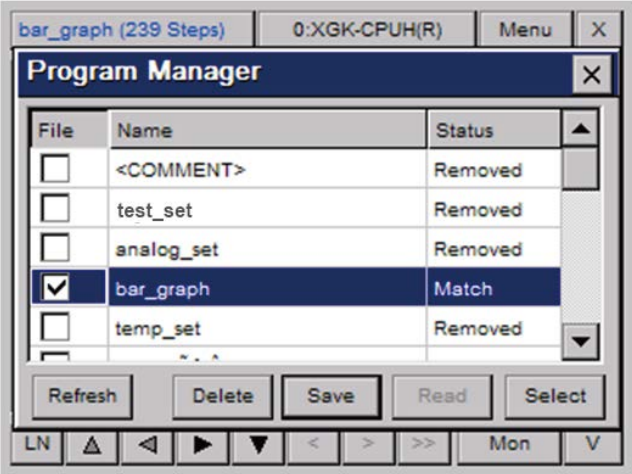 bar_graph (239 Steps) 0:XGK-CPUH(R) Menu X
Program Manager X
File Name Status
<COMMENT> Removed
test_set Removed
analog_set Removed
bar_graph Match
temp_set Removed
Refresh Delete Save Read Select
LN < > >> Mon V